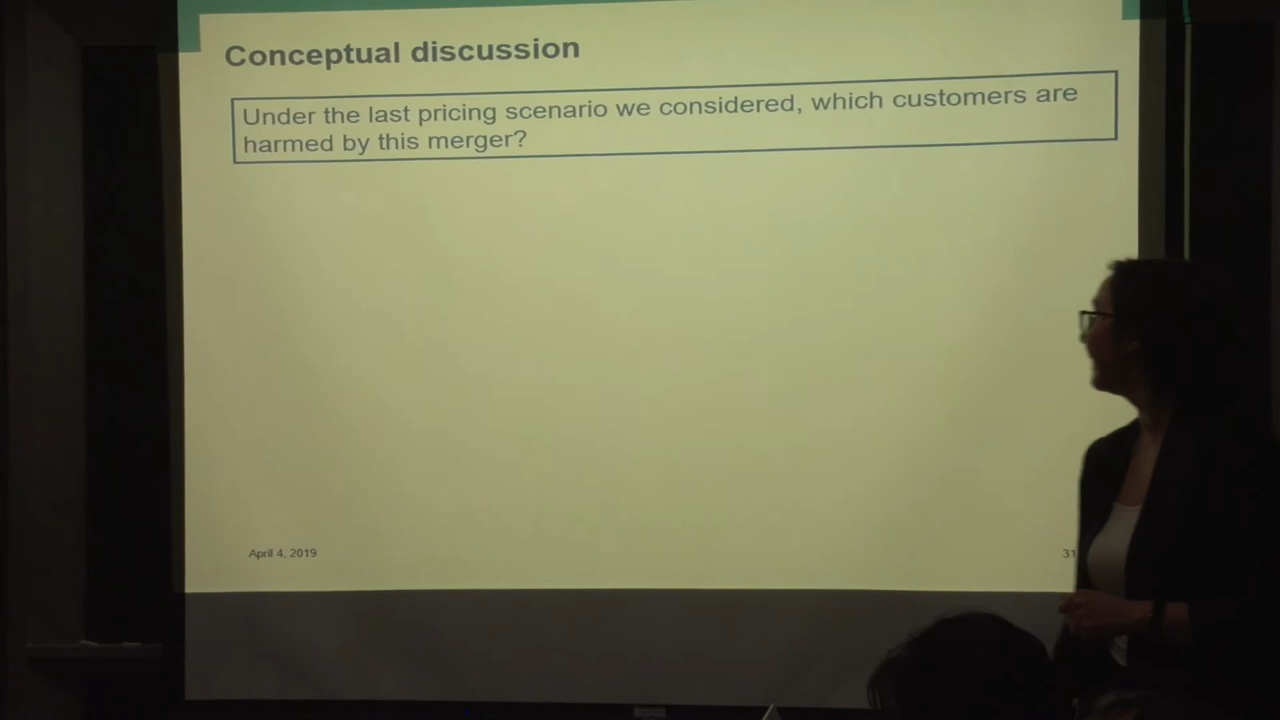 Conceptual discussion
Under the last pricing scenario we considered, which customers are
harmed by this merger?
April 4, 2019
31